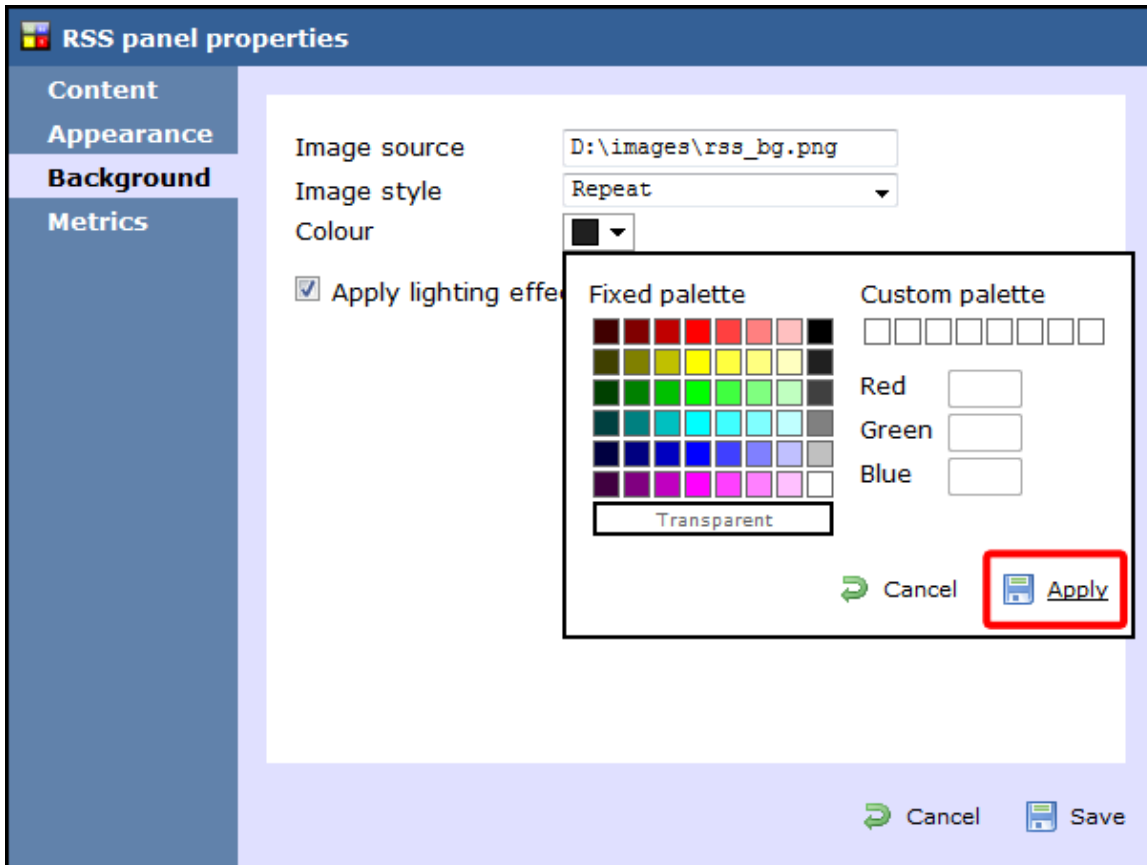 RSS panel properties
Content
Appearance
Background
Metrics
Image source
D:\images\rss_bg.png
Image style
Repeat
Colour
Apply lighting effe
Fixed palette
Transparent
Custom palette
Red
Green
Blue
Cancel
Apply
Cancel
Save